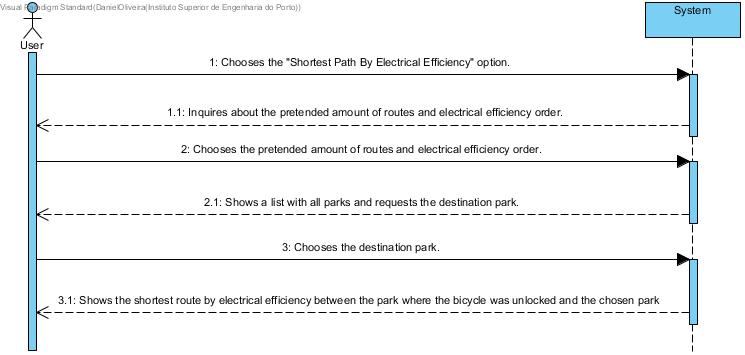 Visual Paradigm Standard(DanielOliveira(Instituto Superior de Engenharia do Porto))
System
User
1: Chooses the "Shortest Path By Electrical Efficiency" option.
1.1: Inquires about the pretended amount of routes and electrical efficiency order.
2: Chooses the pretended amount of routes and electrical efficiency order.
2.1: Shows a list with all parks and requests the destination park.
3: Chooses the destination park.
3.1: Shows the shortest route by electrical efficiency between the park where the bicycle was unlocked and the chosen park